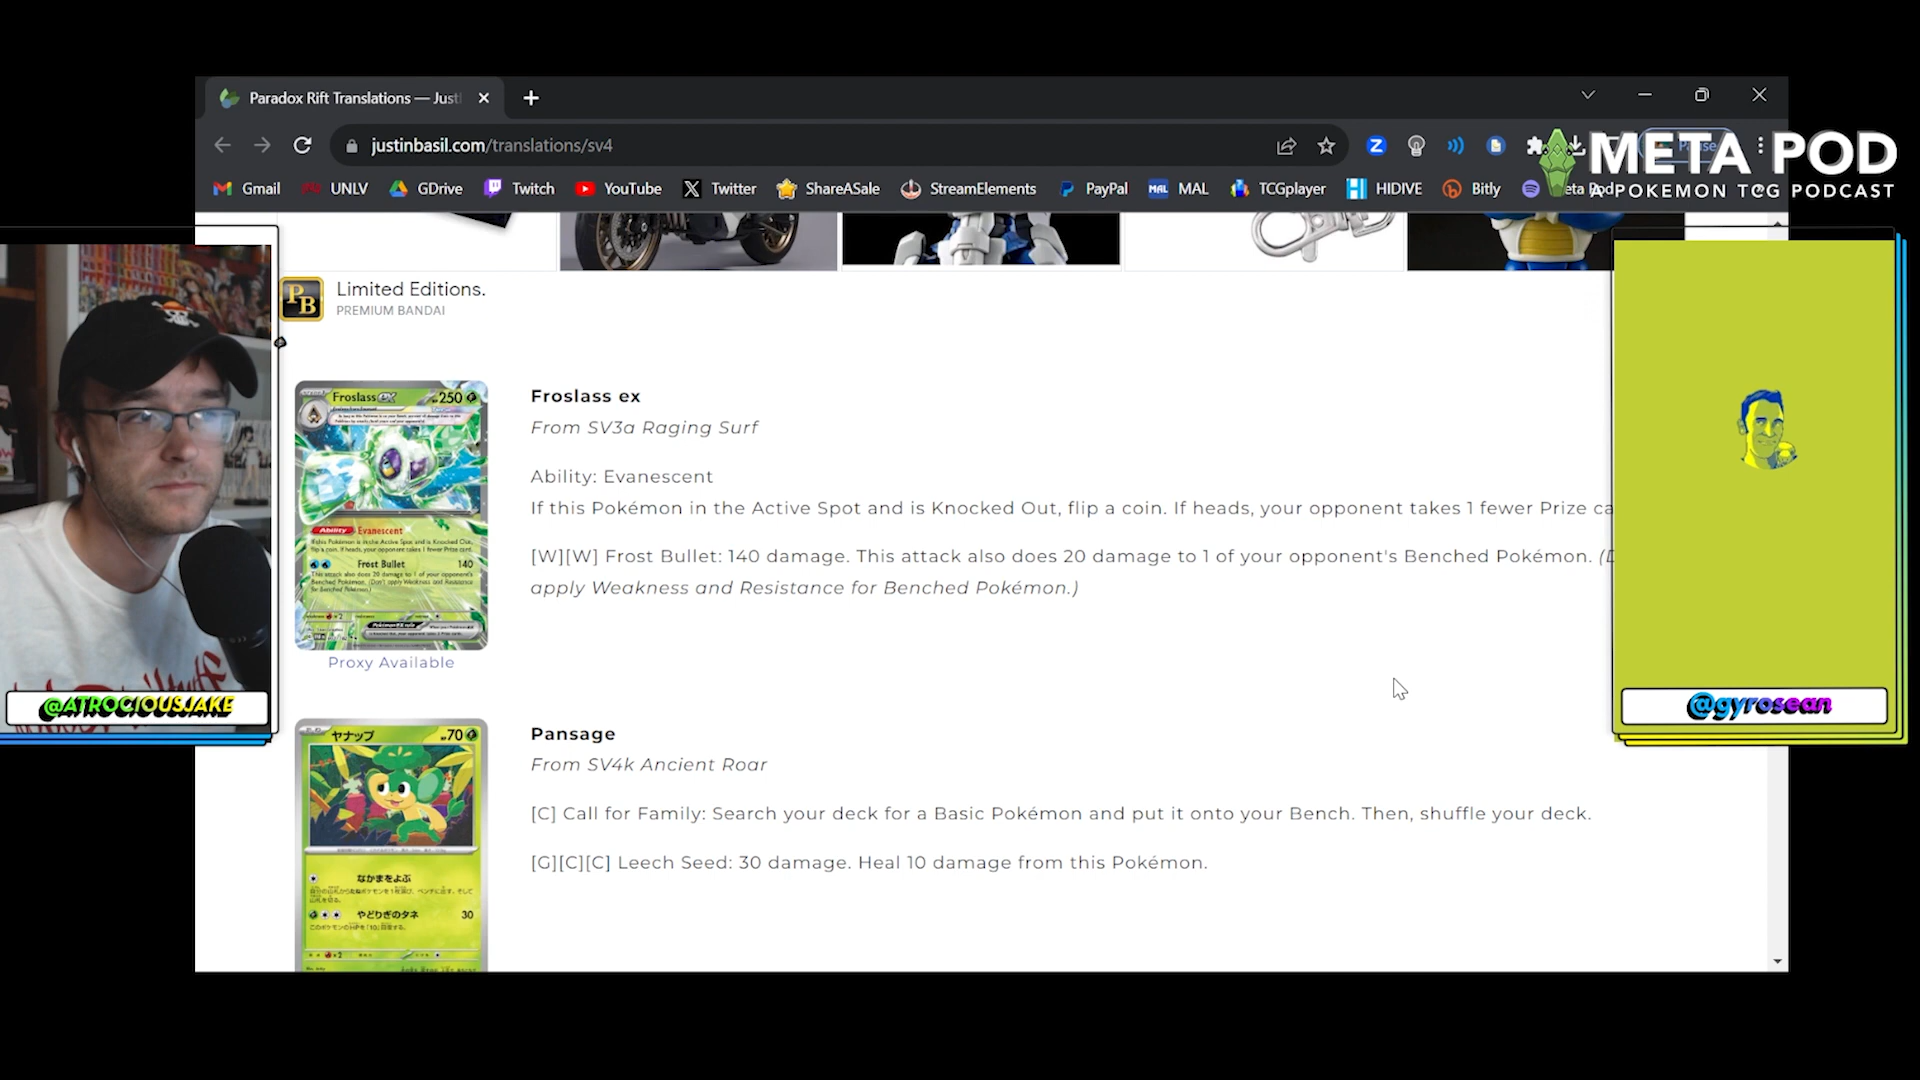 Paradox Rift Translations — Just
justinbasil.com/translations/sv4
META POD
A POKEMON TCG PODCAST
Gmail
UNLV
GDrive
Twitch
YouTube
Twitter
ShareASale
StreamElements
PayPal
MAL
TCGplayer
HIDIVE
Bitly
PB
Limited Editions.
PREMIUM BANDAI
Froslass ex 250
Ability Evanescent
Frost Bullet 140
Proxy Available
Froslass ex
From SV3a Raging Surf
Ability: Evanescent
If this Pokémon in the Active Spot and is Knocked Out, flip a coin. If heads, your opponent takes 1 fewer Prize ca
[W][W] Frost Bullet: 140 damage. This attack also does 20 damage to 1 of your opponent's Benched Pokémon. (D
apply Weakness and Resistance for Benched Pokémon.)
@ATROCIOUSJAKE
@gyrosean
ヤナップ 70
なかまをよぶ
やどりぎのタネ 30
Pansage
From SV4k Ancient Roar
[C] Call for Family: Search your deck for a Basic Pokémon and put it onto your Bench. Then, shuffle your deck.
[G][C][C] Leech Seed: 30 damage. Heal 10 damage from this Pokémon.